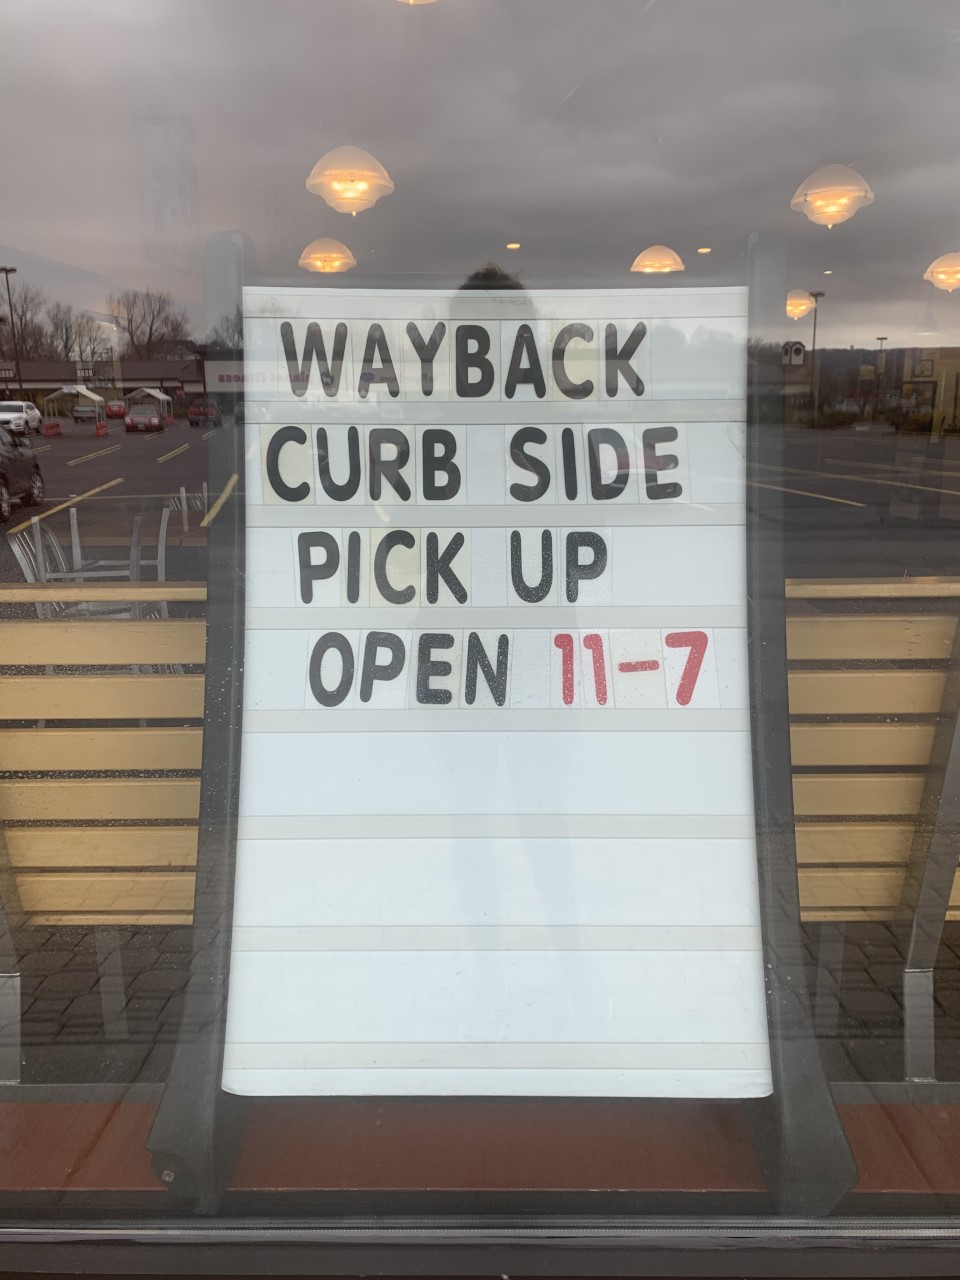 WAYBACK
CURB SIDE
PICK UP
OPEN 11-7